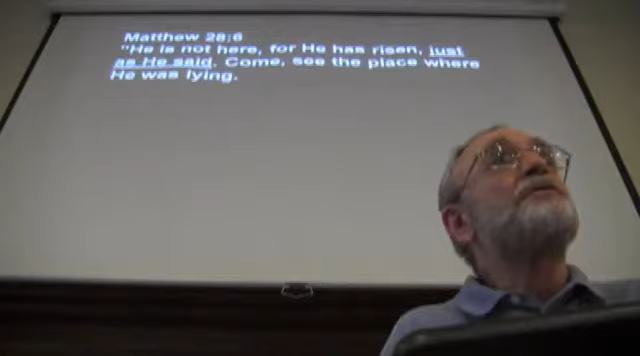 Matthew 28:6
"He is not here, for He has risen, just
as He said. Come, see the place where
He was lying.